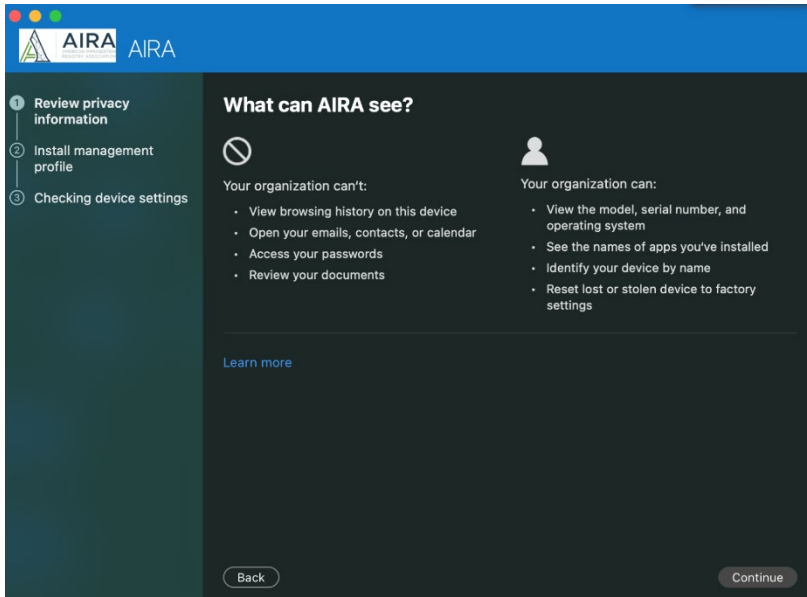 AIRA
AIRA
1 Review privacy
information
2 Install management
profile
3 Checking device settings
What can AIRA see?
Your organization can't:
• View browsing history on this device
• Open your emails, contacts, or calendar
• Access your passwords
• Review your documents
Your organization can:
• View the model, serial number, and
operating system
• See the names of apps you've installed
• Identify your device by name
• Reset lost or stolen device to factory
settings
Learn more
Back
Continue